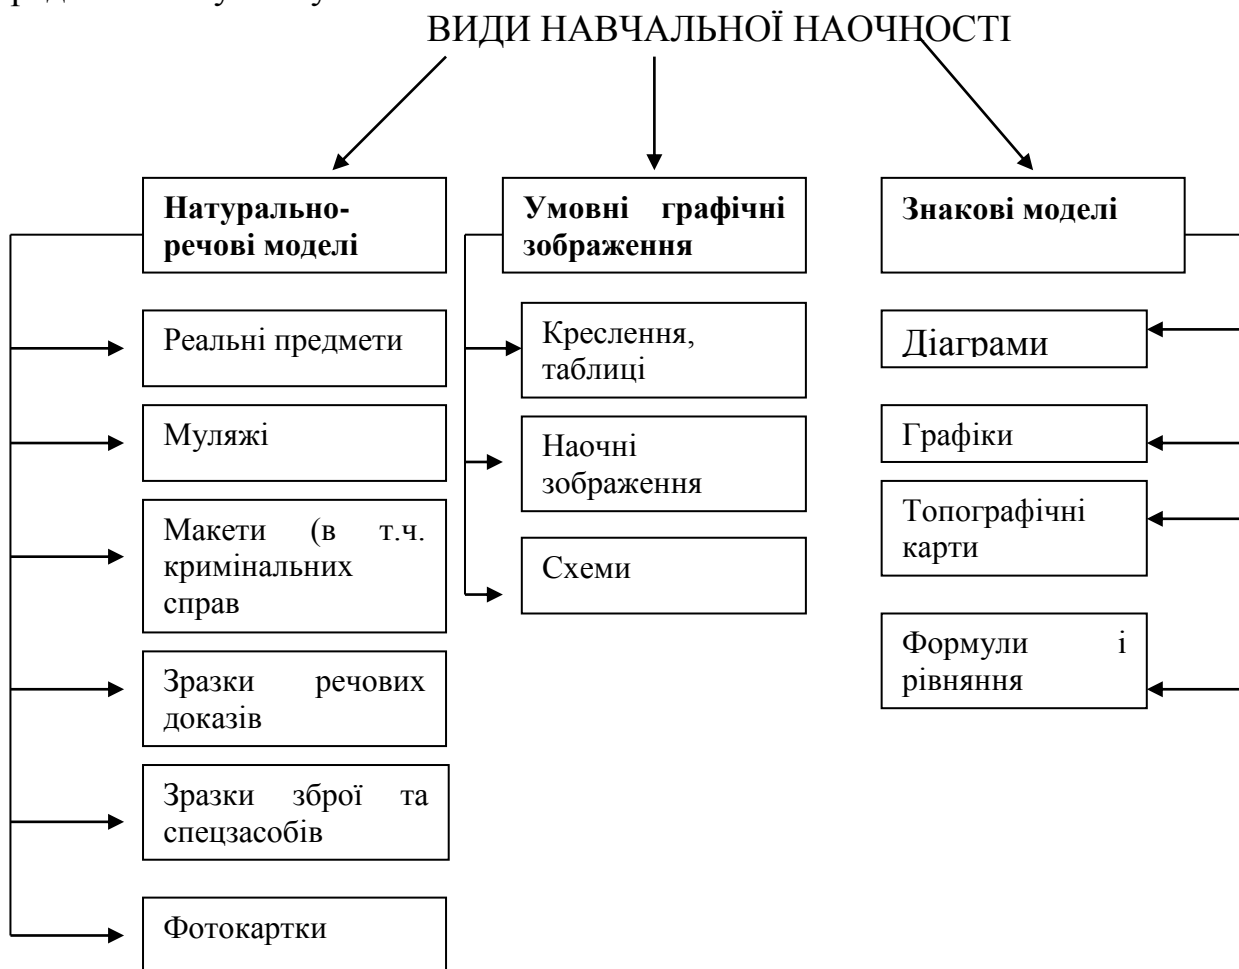 ВИДИ НАВЧАЛЬНОЇ НАОЧНОСТІ
Натурально-
речові моделі
Реальні предмети
Муляжі
Макети (в т.ч.
кримінальних
справ
Зразки речових
доказів
Зразки зброї та
спецзасобів
Фотокартки
Умовні графічні
зображення
Креслення,
таблиці
Наочні
зображення
Схеми
Знакові моделі
Діаграми
Графіки
Топографічні
карти
Формули і
рівняння